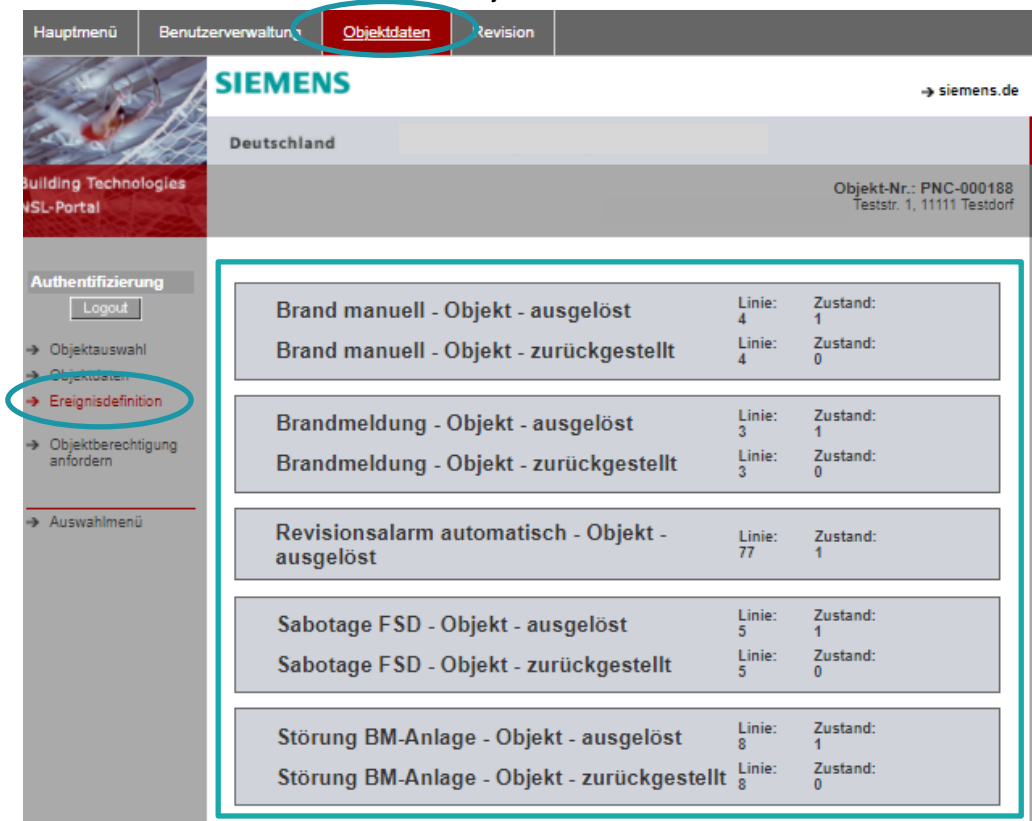 Hauptmenü Benutzerverwaltung Objektdaten Revision
SIEMENS
→ siemens.de
Deutschland
Building Technologies
NSL-Portal
Objekt-Nr.: PNC-000188
Teststr. 1, 11111 Testdorf
Authentifizierung
Logout
→ Objektauswahl
→ Objektdaten
→ Ereignisdefinition
→ Objektberechtigung
anfordern
→ Auswahlmenü
Brand manuell - Objekt - ausgelöst Linie: Zustand:
4 1
Brand manuell - Objekt - zurückgestellt Linie: Zustand:
4 0
Brandmeldung - Objekt - ausgelöst Linie: Zustand:
3 1
Brandmeldung - Objekt - zurückgestellt Linie: Zustand:
3 0
Revisionsalarm automatisch - Objekt -
ausgelöst
Linie: Zustand:
77 1
Sabotage FSD - Objekt - ausgelöst Linie: Zustand:
5 1
Sabotage FSD - Objekt - zurückgestellt Linie: Zustand:
5 0
Störung BM-Anlage - Objekt - ausgelöst Linie: Zustand:
8 1
Störung BM-Anlage - Objekt - zurückgestellt Linie: Zustand:
8 0